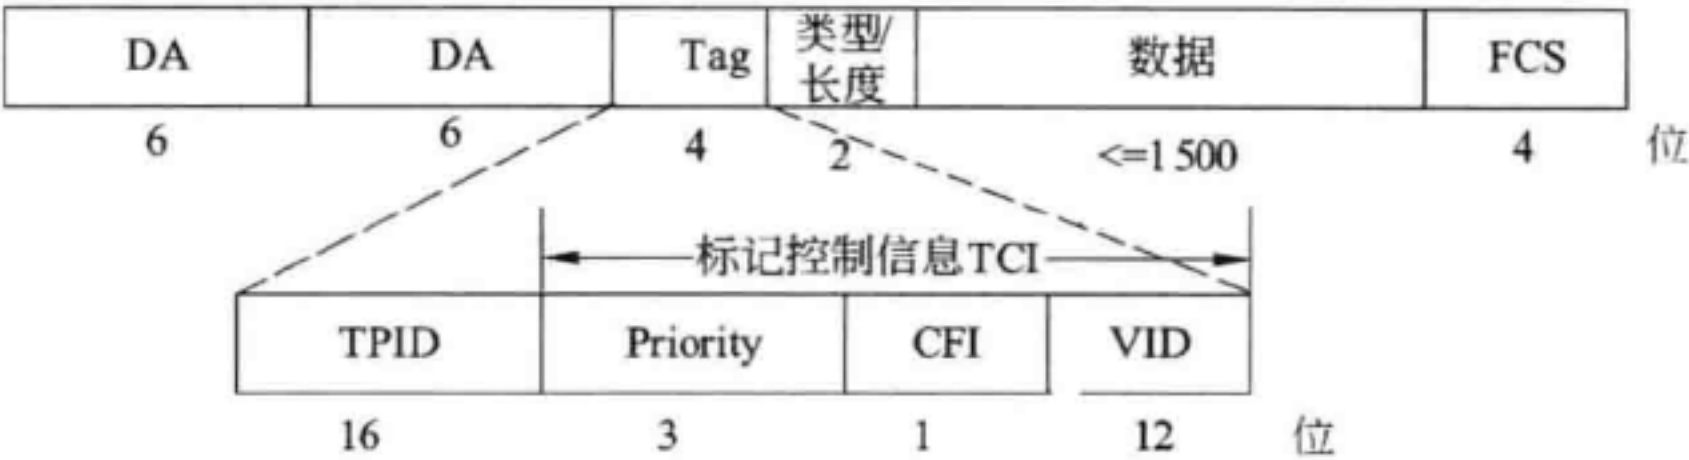 DA DA Tag 类型/ 数据 FCS
长度
6 6 4 2 <=1 500 4 位
标记控制信息TCI
TPID Priority CFI VID
16 3 1 12 位